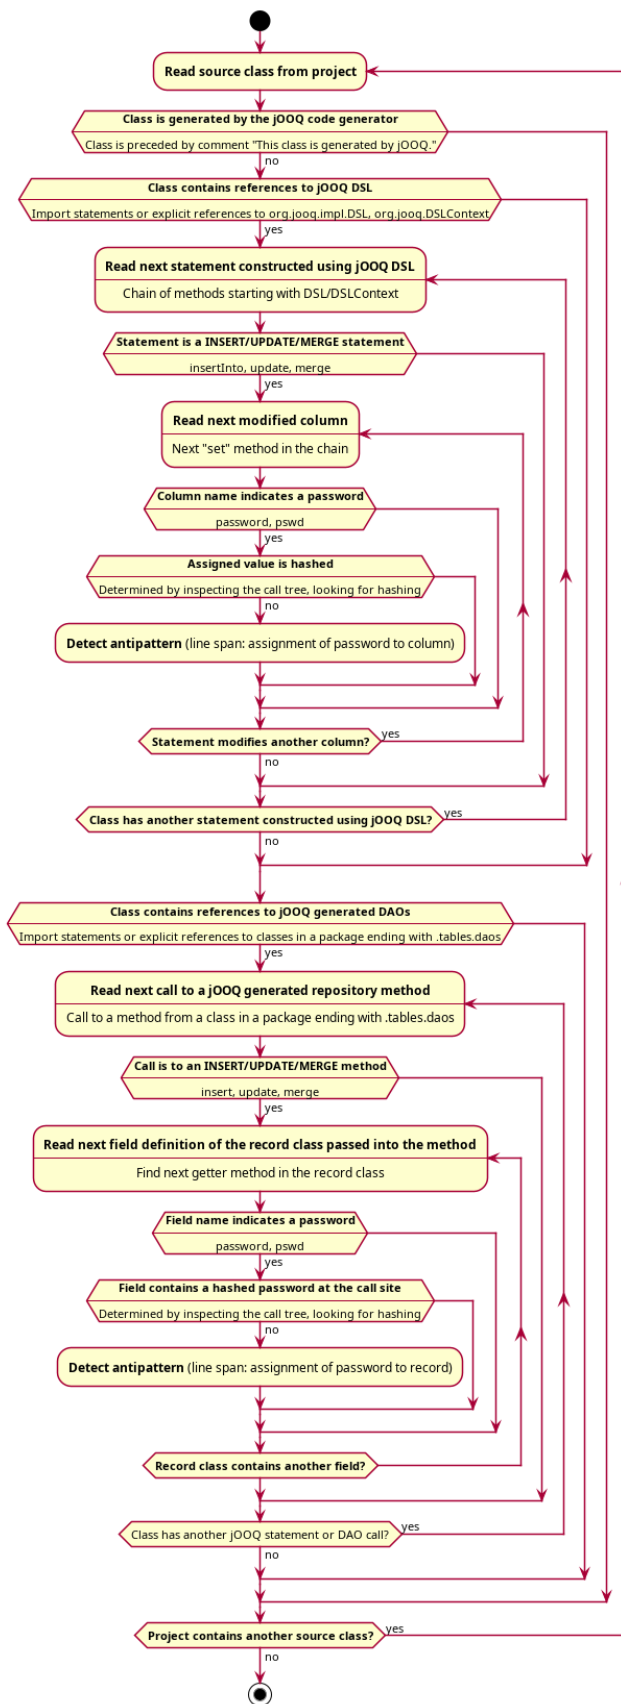 Read source class from project
Class is generated by the jOOQ code generator
Class is preceded by comment "This class is generated by jOOQ."
no
Class contains references to jOOQ DSL
Import statements or explicit references to org.jooq.impl.DSL, org.jooq.DSLContext
yes
Read next statement constructed using jOOQ DSL
Chain of methods starting with DSL/DSLContext
Statement is a INSERT/UPDATE/MERGE statement
insertInto, update, merge
yes
Read next modified column
Next "set" method in the chain
Column name indicates a password
password, pswd
yes
Assigned value is hashed
Determined by inspecting the call tree, looking for hashing
no
Detect antipattern (line span: assignment of password to column)
Statement modifies another column?
yes
no
Class has another statement constructed using jOOQ DSL?
yes
no
Class contains references to jOOQ generated DAOs
Import statements or explicit references to classes in a package ending with .tables.daos
yes
Read next call to a jOOQ generated repository method
Call to a method from a class in a package ending with .tables.daos
Call is to an INSERT/UPDATE/MERGE method
insert, update, merge
yes
Read next field definition of the record class passed into the method
Find next getter method in the record class
Field name indicates a password
password, pswd
yes
Field contains a hashed password at the call site
Determined by inspecting the call tree, looking for hashing
no
Detect antipattern (line span: assignment of password to record)
Record class contains another field?
Class has another jOOQ statement or DAO call?
yes
no
Project contains another source class?
yes
no